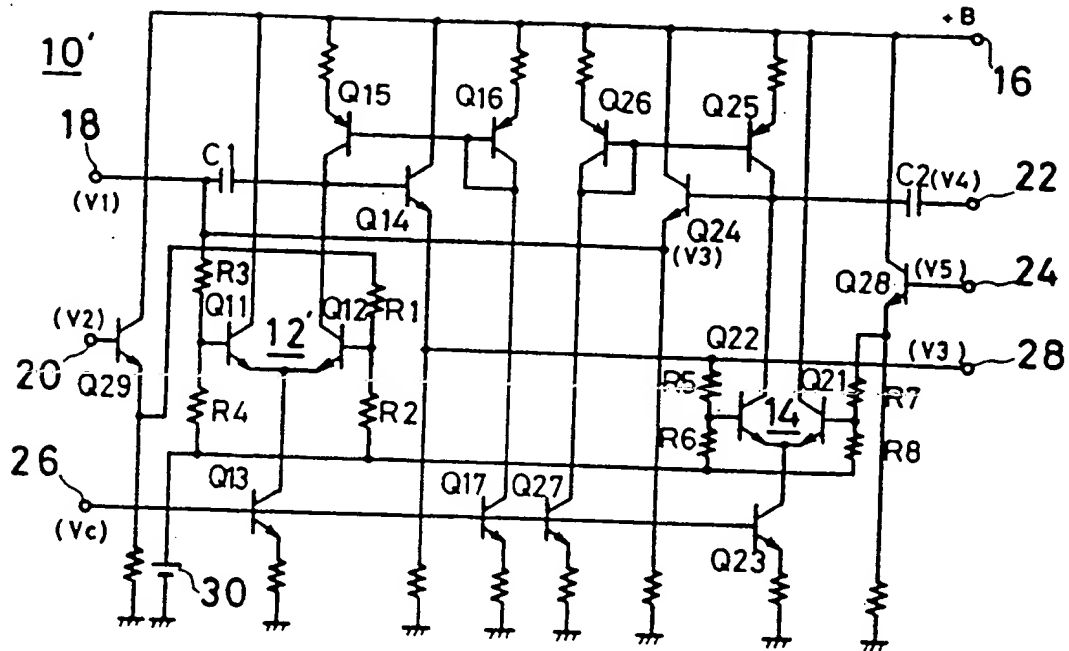 +B
10'
16
Q15
Q16
Q26
Q25
18
C1
C2
(V4)
22
(V1)
Q14
Q24
(V3)
Q28
(V5)
24
R3
Q11
12'
Q12
R1
(V2)
20
Q29
Q22
(V3)
28
R5
Q21
R7
R4
R2
14
R6
R8
26
Q13
Q17
Q27
(Vc)
30
Q23